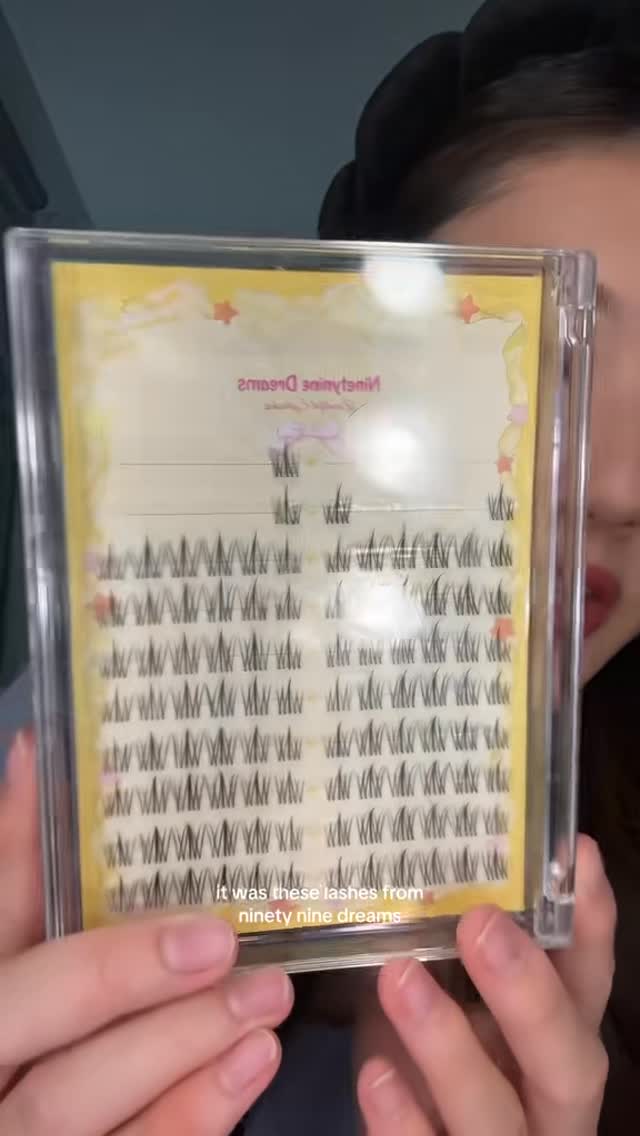 Ninetynine Dreams
it was these lashes from
ninety nine dreams